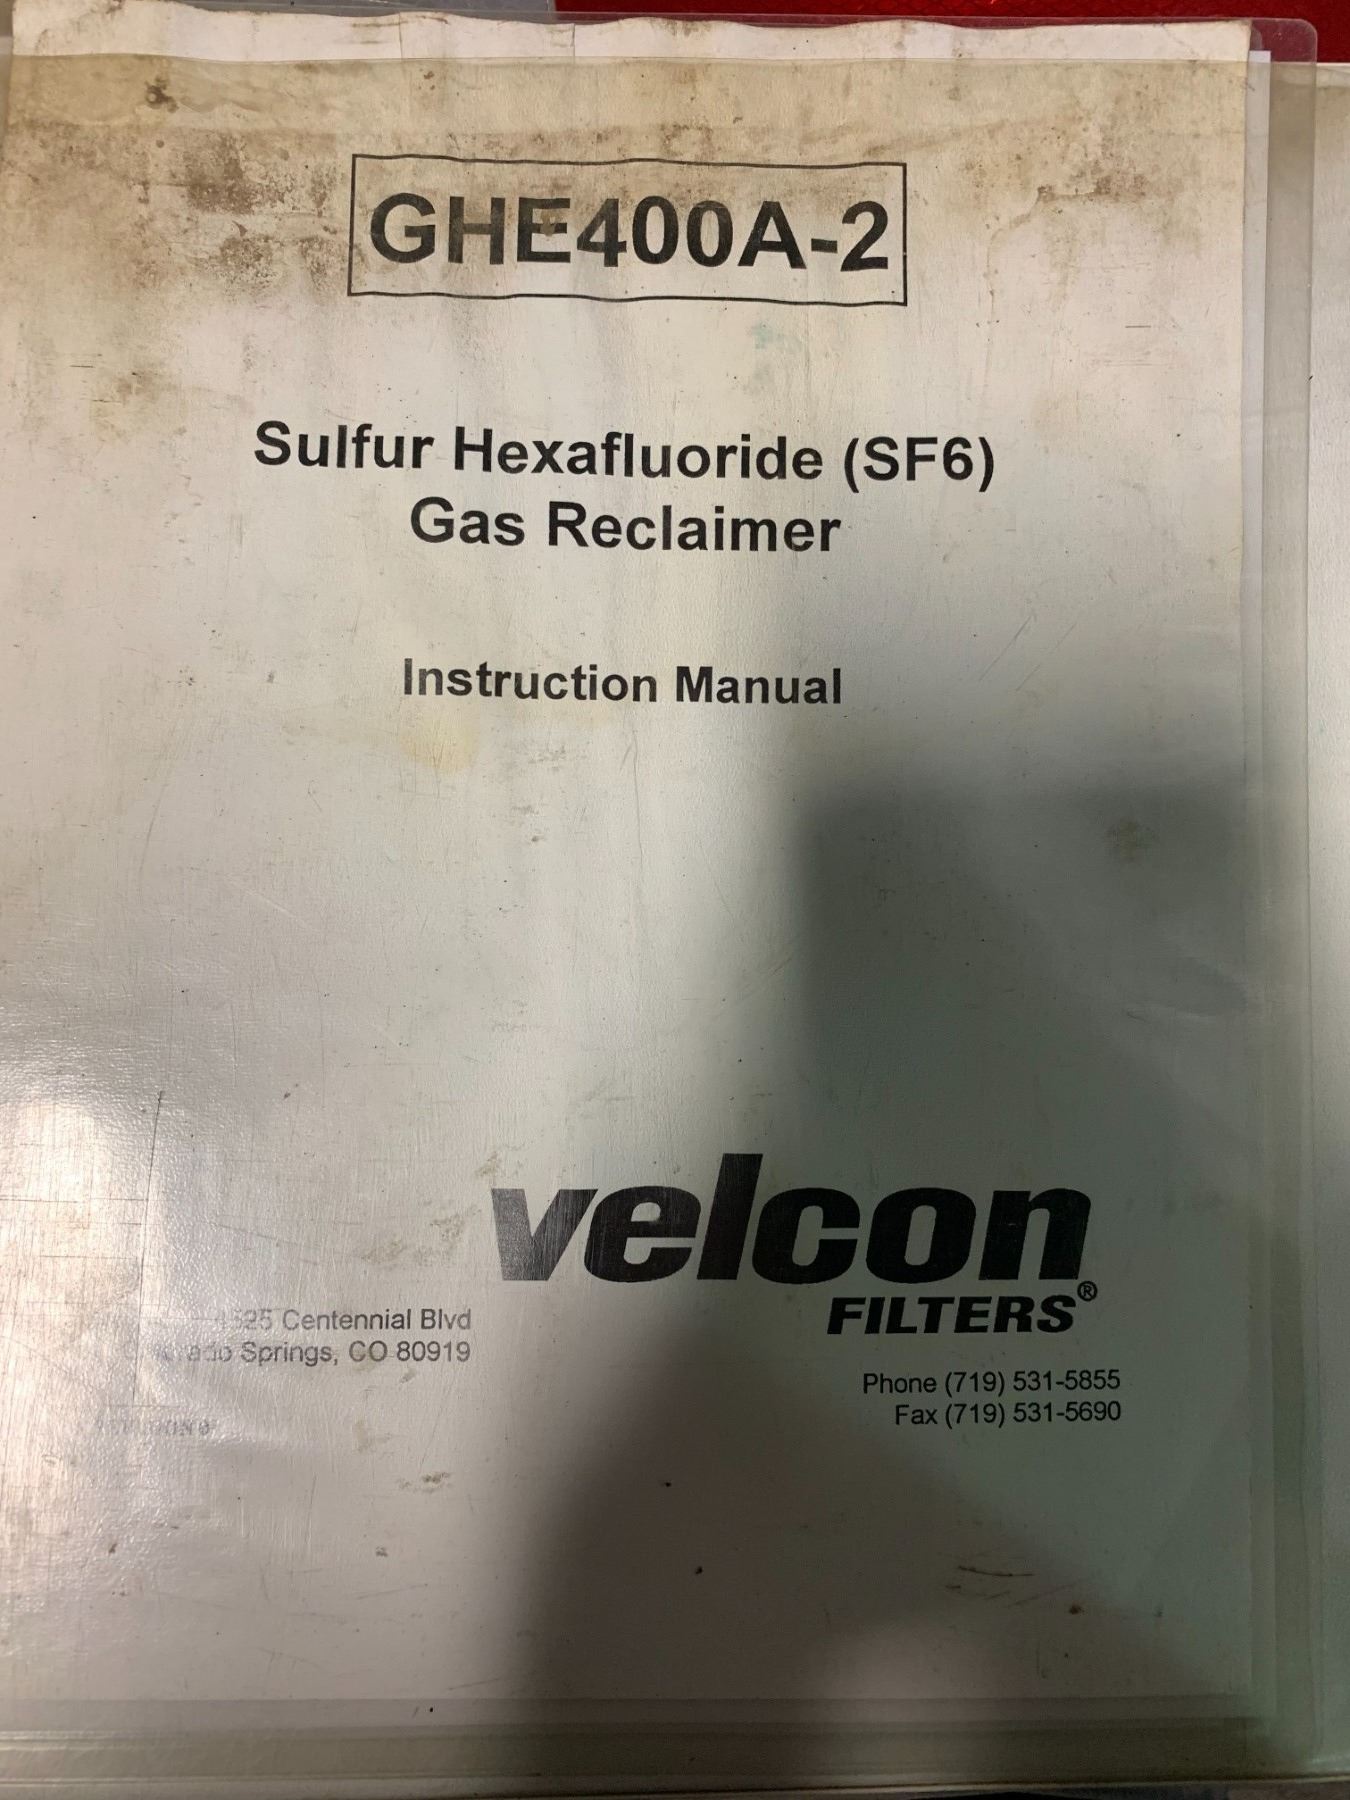 GHE400A-2
Sulfur Hexafluoride (SF6)
Gas Reclaimer
Instruction Manual
velcon
FILTERS®
Centennial Blvd
Springs, CO 80919
Phone (719) 531-5855
Fax (719) 531-5690